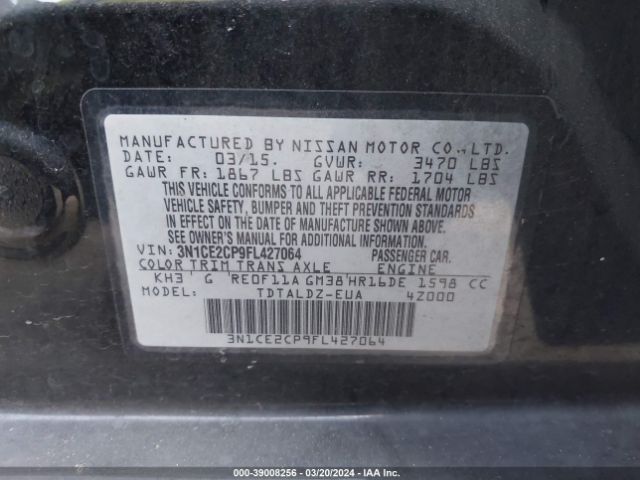 MANUFACTURED BY NISSAN MOTOR CO.,LTD.
DATE: 03/15. GVWR: 3470 LBS
GAWR FR: 1867 LBS GAWR RR: 1704 LBS
THIS VEHICLE CONFORMS TO ALL APPLICABLE FEDERAL MOTOR
VEHICLE SAFETY, BUMPER AND THEFT PREVENTION STANDARDS
IN EFFECT ON THE DATE OF MANUFACTURE SHOWN ABOVE.
SEE OWNER'S MANUAL FOR ADDITIONAL INFORMATION.
VIN: 3N1CE2CP9FL427064 PASSENGER CAR.
COLOR TRIM TRANS AXLE ENGINE
KH3 G RE0F11A GM38 HR16DE 1598 CC
TDTALDZ-EUA 4Z000
3N1CE2CP9FL427064
000-39008256 - 03/20/2024 - IAA Inc.